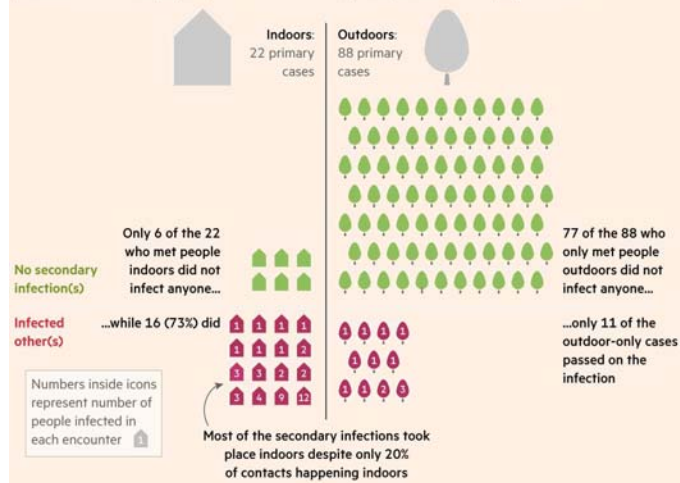 Indoors:
22 primary
cases
Outdoors:
88 primary
cases
No secondary
infection(s)
Only 6 of the 22
who met people
indoors did not
infect anyone...
77 of the 88 who
only met people
outdoors did not
infect anyone...
Infected
other(s)
...while 16 (73%) did
1 1 1 1
1 1 1 2
3 3 2 2
3 4 9 12
1 1 1 1
1 1 1
1 1 2 3
...only 11 of the
outdoor-only cases
passed on the
infection
Numbers inside icons
represent number of
people infected in
each encounter 1
Most of the secondary infections took
place indoors despite only 20%
of contacts happening indoors